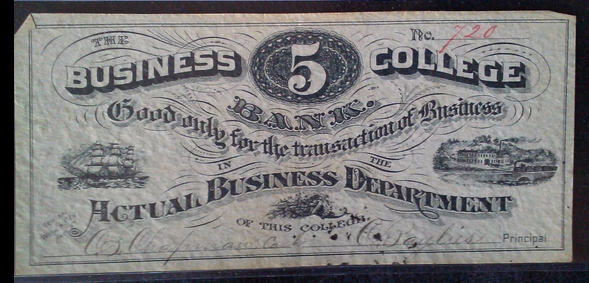 THE
No. 720
BUSINESS 5 COLLEGE
BANK.
Good only for the transaction of Business
IN THE
ACTUAL BUSINESS DEPARTMENT
OF THIS COLLEGE.
Principal